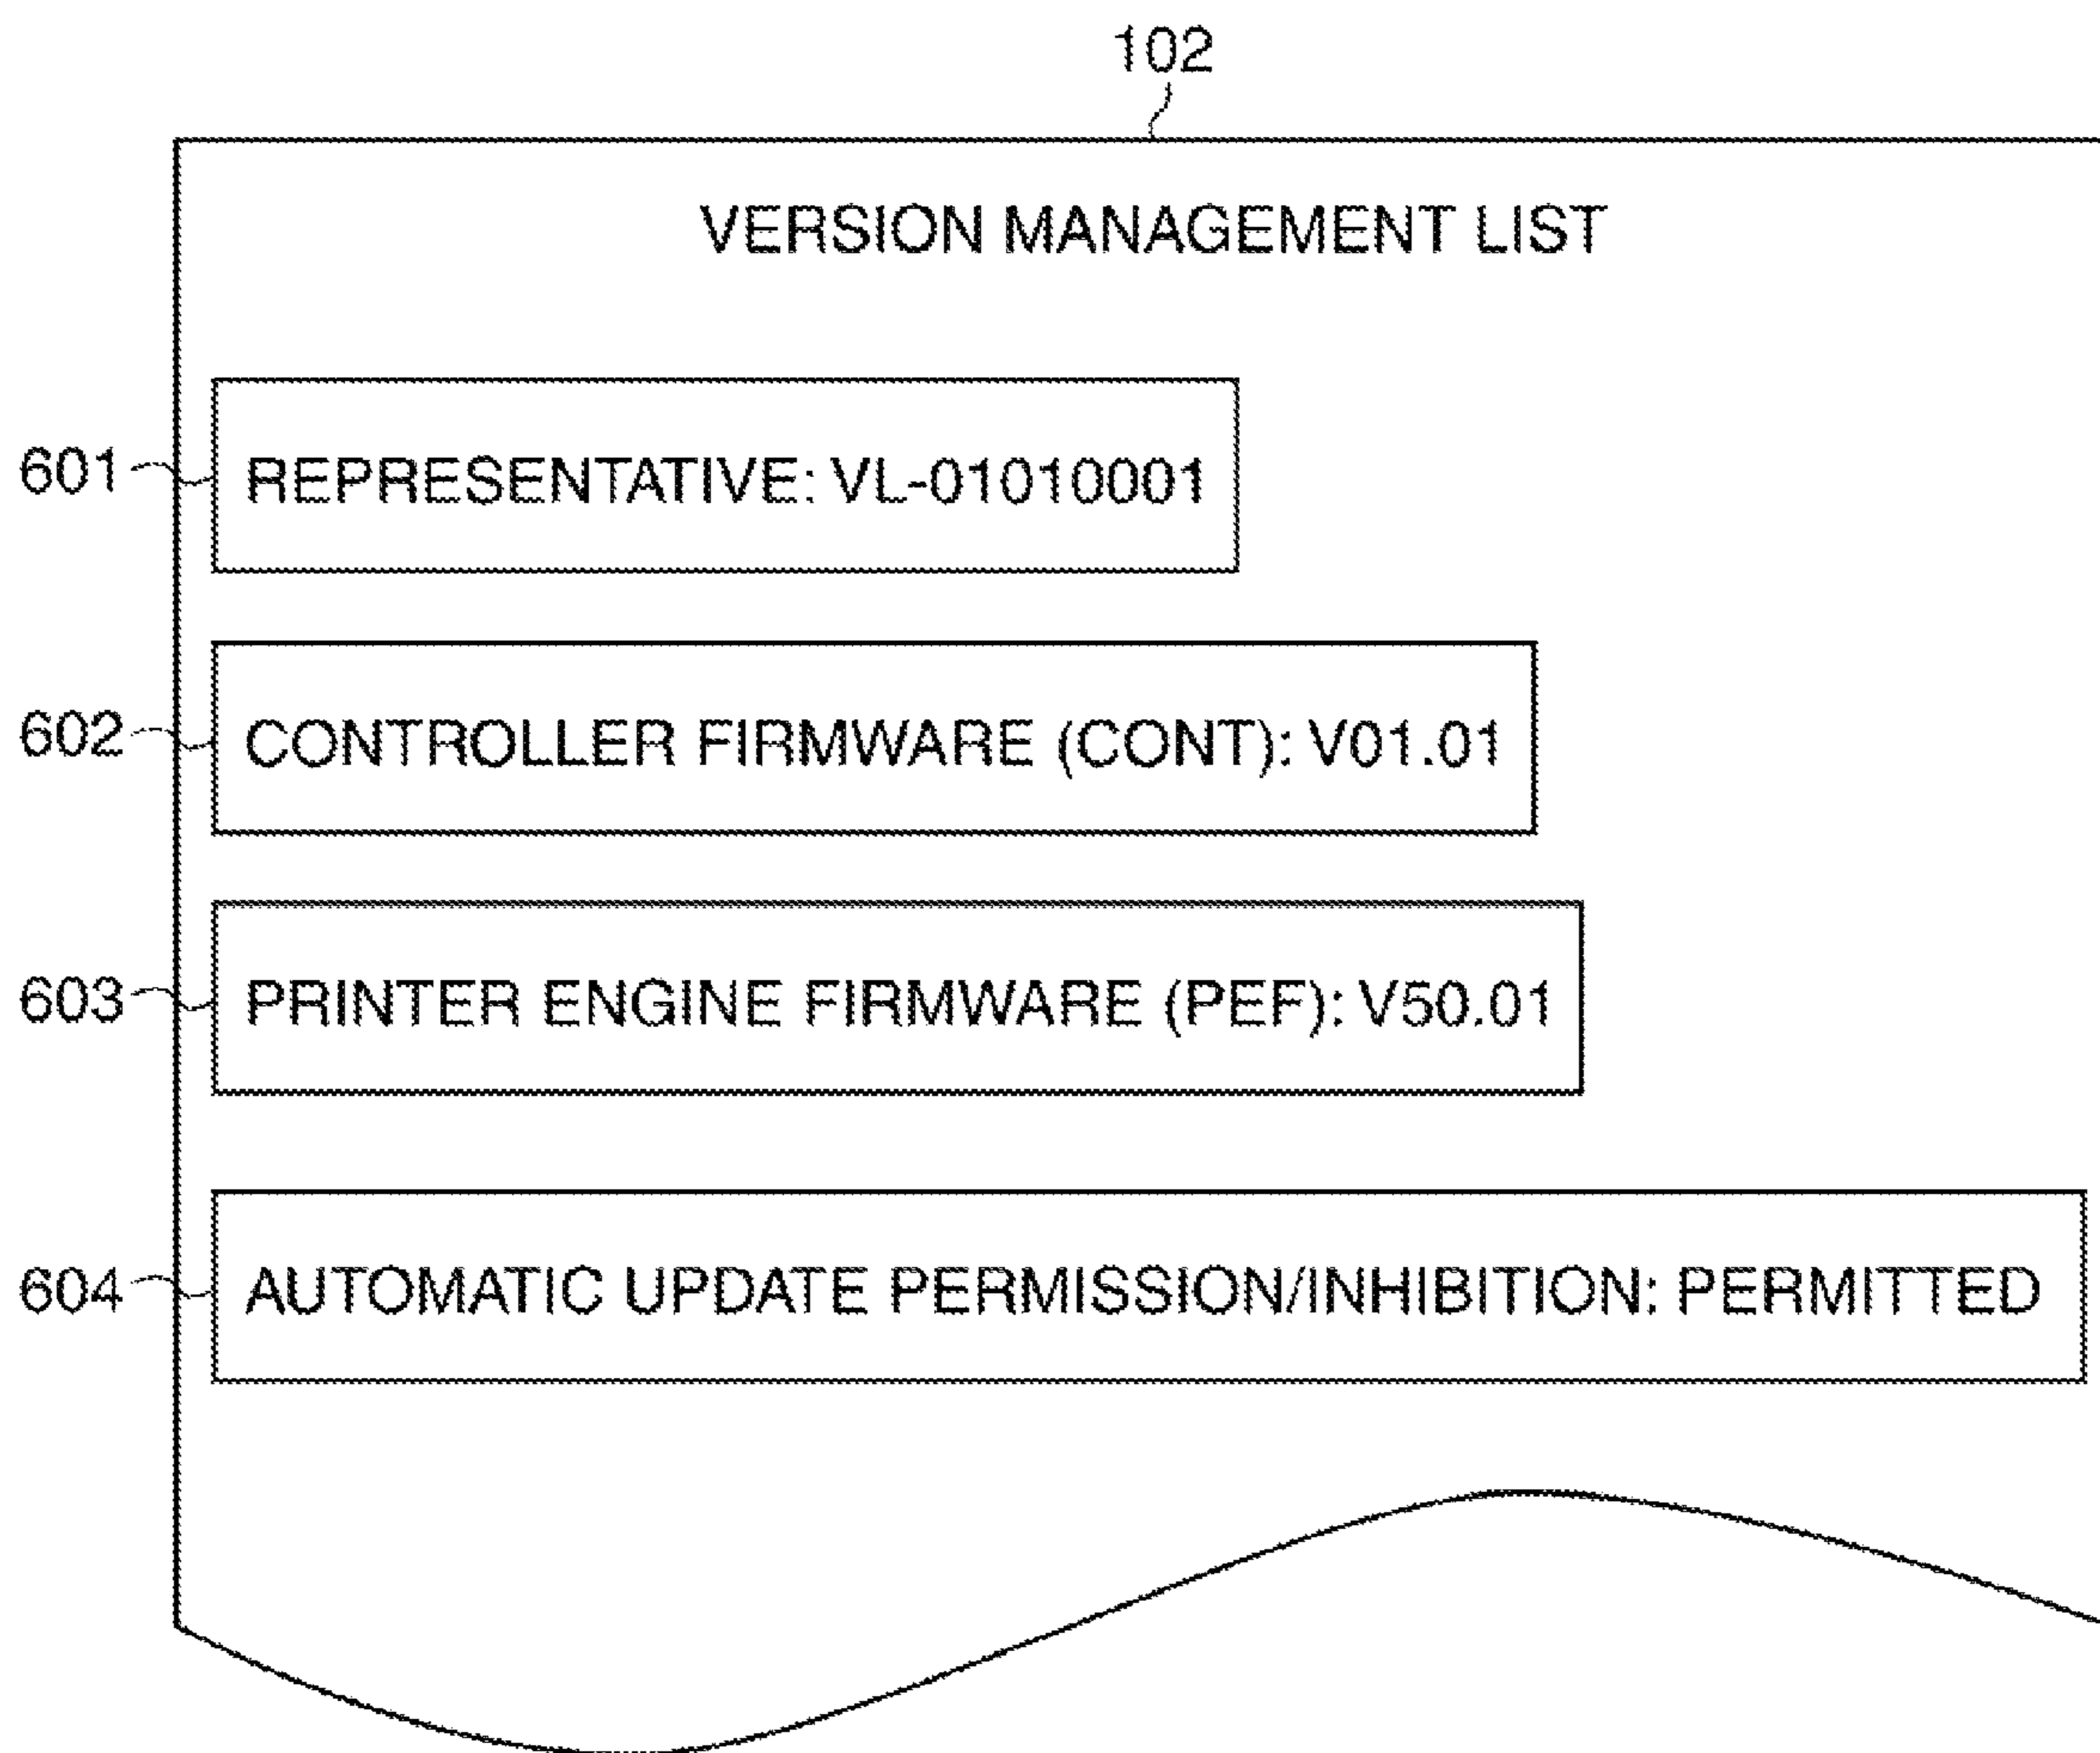 102
VERSION MANAGEMENT LIST
601 REPRESENTATIVE: VL-01010001
602 CONTROLLER FIRMWARE (CONT): V01.01
603 PRINTER ENGINE FIRMWARE (PEF): V50.01
604 AUTOMATIC UPDATE PERMISSION/INHIBITION: PERMITTED